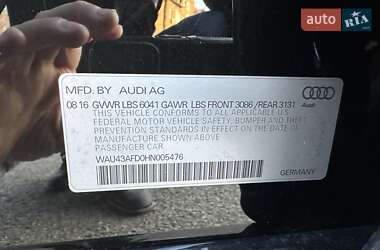 auto RIA
MFD. BY AUDI AG
08 16 GVWR LBS 6041 GAWR LBS FRONT 3086 / REAR 3131
Audi
THIS VEHICLE CONFORMS TO ALL APPLICABLE U.S.
FEDERAL MOTOR VEHICLE SAFETY, BUMPER AND THEFT
PREVENTION STANDARDS IN EFFECT ON THE DATE OF
MANUFACTURE SHOWN ABOVE.
PASSENGER CAR
WAU43AFD0HN005476
GERMANY